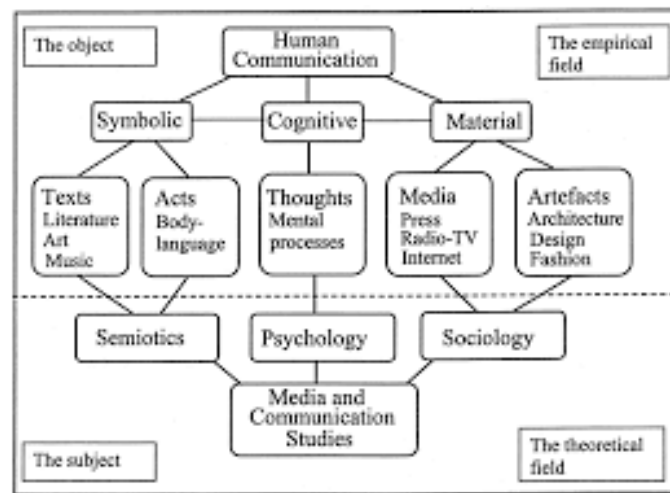 The object
Human
Communication
The empirical
field
Symbolic
Cognitive
Material
Texts
Literature
Art
Music
Acts
Body-
language
Thoughts
Mental
processes
Media
Press
Radio-TV
Internet
Artefacts
Architecture
Design
Fashion
Semiotics
Psychology
Sociology
Media and
Communication
Studies
The subject
The theoretical
field